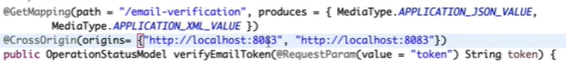 @GetMapping(path = "/email-verification", produces = { MediaType.APPLICATION_JSON_VALUE,
MediaType.APPLICATION_XML_VALUE })
@CrossOrigin(origins= {"http://localhost:8083", "http://localhost:8083"})
public OperationStatusModel verifyEmailToken(@RequestParam(value = "token") String token) {